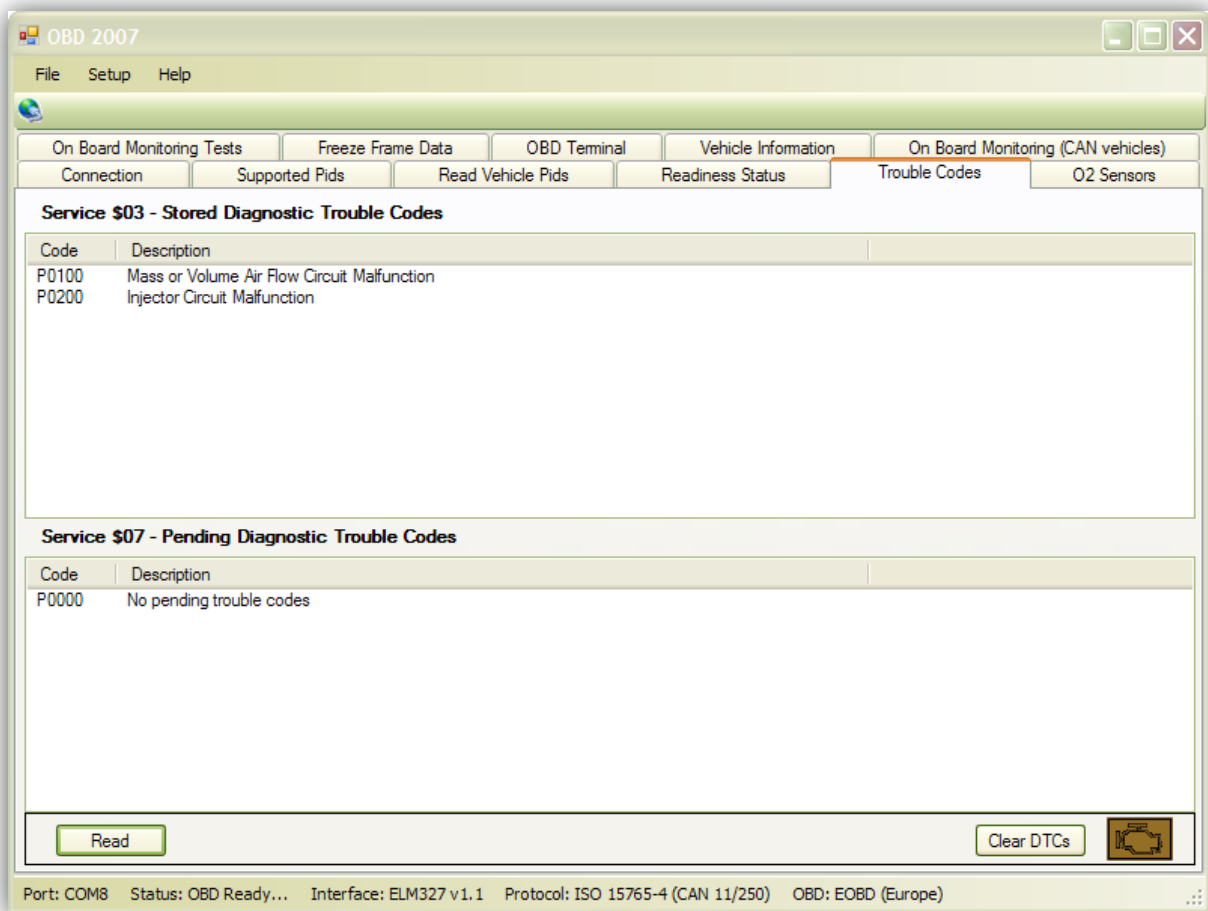 OBD 2007
File Setup Help
On Board Monitoring Tests Freeze Frame Data OBD Terminal Vehicle Information On Board Monitoring (CAN vehicles)
Connection Supported Pids Read Vehicle Pids Readiness Status Trouble Codes O2 Sensors
Service $03 - Stored Diagnostic Trouble Codes
Code Description
P0100 Mass or Volume Air Flow Circuit Malfunction
P0200 Injector Circuit Malfunction
Service $07 - Pending Diagnostic Trouble Codes
Code Description
P0000 No pending trouble codes
Read Clear DTCs
Port: COM8 Status: OBD Ready... Interface: ELM327 v1.1 Protocol: ISO 15765-4 (CAN 11/250) OBD: EOBD (Europe)